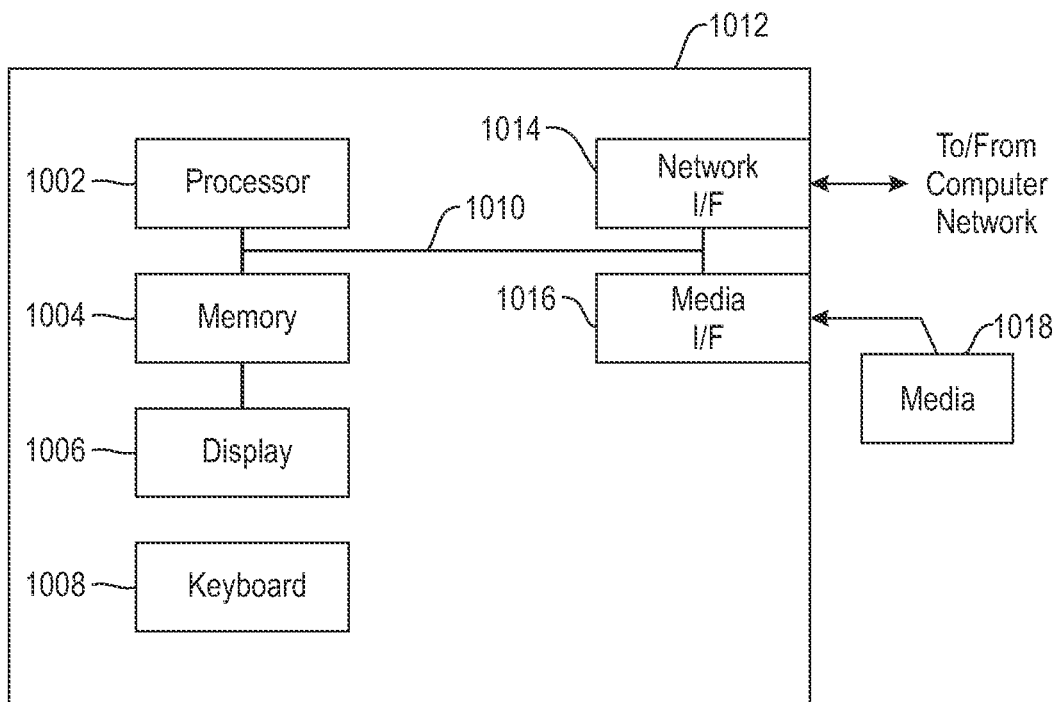 1012
1002
Processor
1014
Network
I/F
To/From
Computer
Network
1010
1004
Memory
1016
Media
I/F
1018
Media
1006
Display
1008
Keyboard